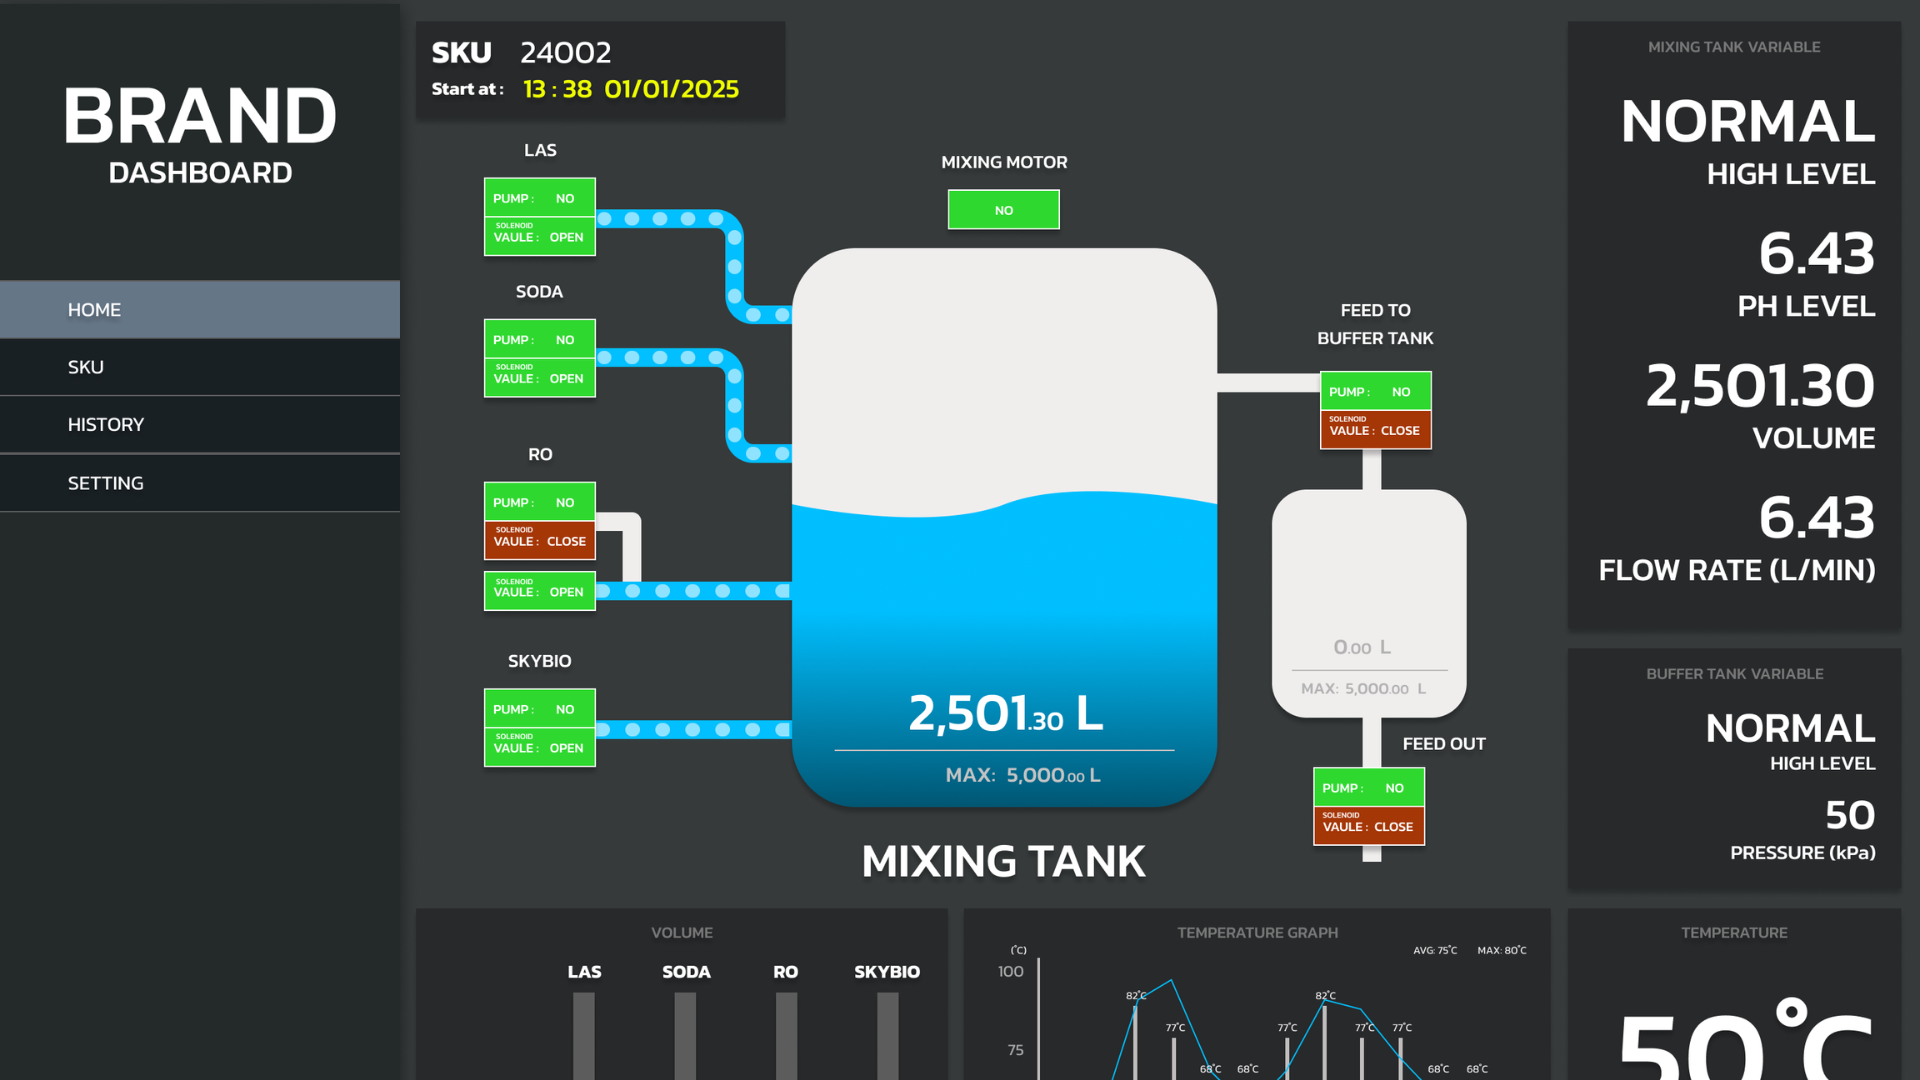 BRAND
DASHBOARD
HOME
SKU
HISTORY
SETTING
SKU 24002
Start at : 13 : 38 01/01/2025
LAS
PUMP : NO
SOLENOID
VAULE : OPEN
SODA
PUMP : NO
SOLENOID
VAULE : OPEN
RO
PUMP : NO
SOLENOID
VAULE : CLOSE
SOLENOID
VAULE : OPEN
SKYBIO
PUMP : NO
SOLENOID
VAULE : OPEN
MIXING MOTOR
NO
2,501.30 L
MAX: 5,000.00 L
MIXING TANK
FEED TO
BUFFER TANK
PUMP : NO
SOLENOID
VAULE : CLOSE
0.00 L
MAX: 5,000.00 L
FEED OUT
PUMP : NO
SOLENOID
VAULE : CLOSE
MIXING TANK VARIABLE
NORMAL
HIGH LEVEL
6.43
PH LEVEL
2,501.30
VOLUME
6.43
FLOW RATE (L/MIN)
BUFFER TANK VARIABLE
NORMAL
HIGH LEVEL
50
PRESSURE (kPa)
VOLUME
LAS SODA RO SKYBIO
TEMPERATURE GRAPH
(°C) AVG: 75°C MAX: 80°C
100
82°C 82°C
77°C 77°C 77°C 77°C
75
68°C 68°C 68°C 68°C
TEMPERATURE
50°C